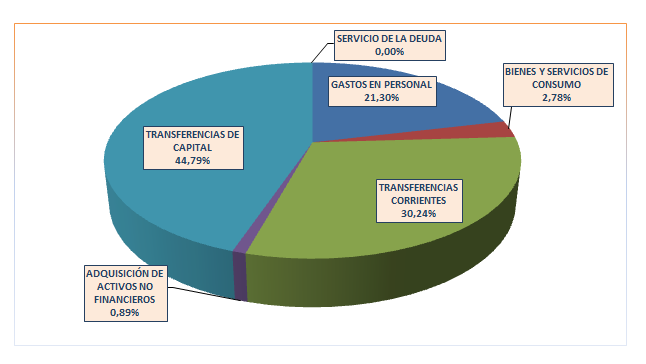 SERVICIO DE LA DEUDA
0,00%
GASTOS EN PERSONAL
21,30%
BIENES Y SERVICIOS DE
CONSUMO
2,78%
TRANSFERENCIAS DE
CAPITAL
44,79%
TRANSFERENCIAS
CORRIENTES
30,24%
ADQUISICIÓN DE
ACTIVOS NO
FINANCIEROS
0,89%